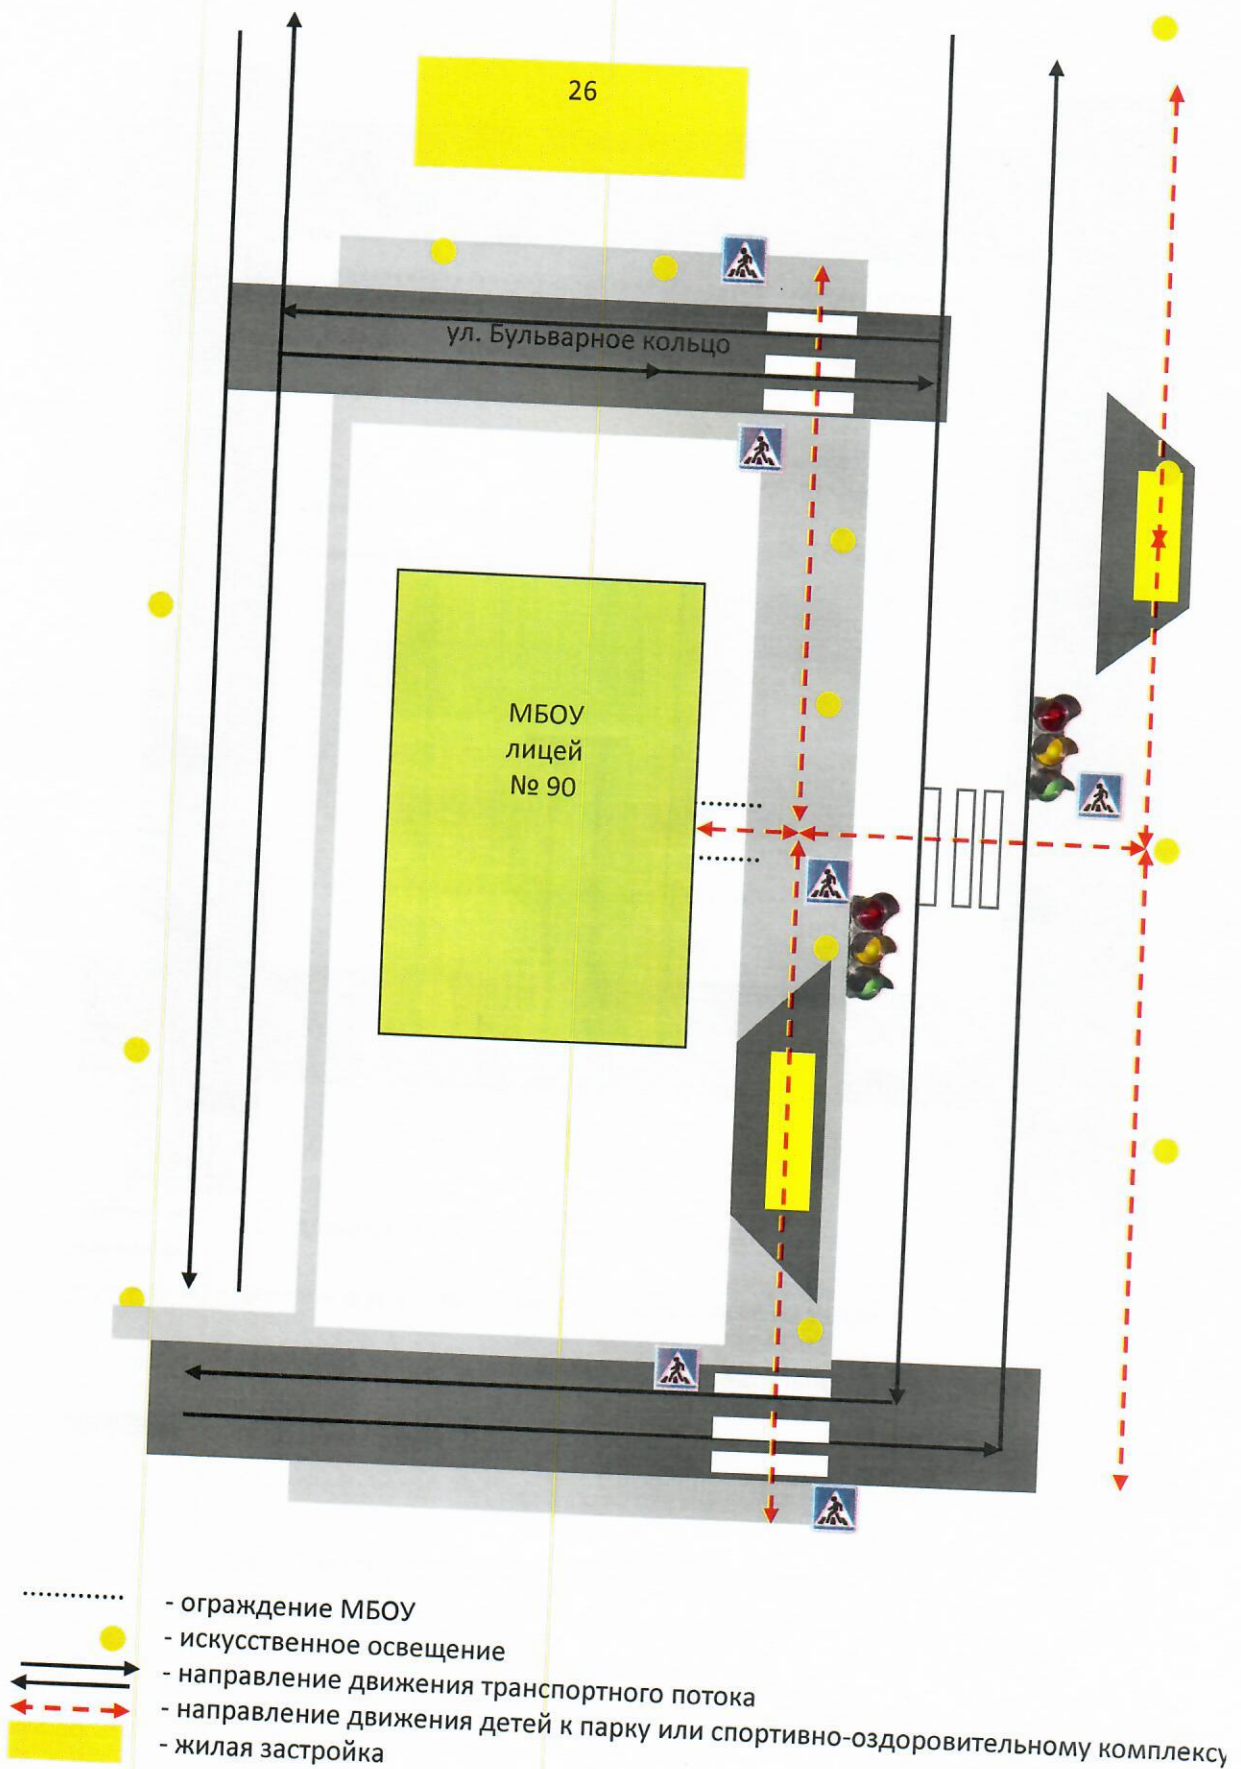 26
ул. Бульварное кольцо
МБОУ
лицей
№ 90
- ограждение МБОУ
- искусственное освещение
- направление движения транспортного потока
- направление движения детей к парку или спортивно-оздоровительному комплексу
- жилая застройка